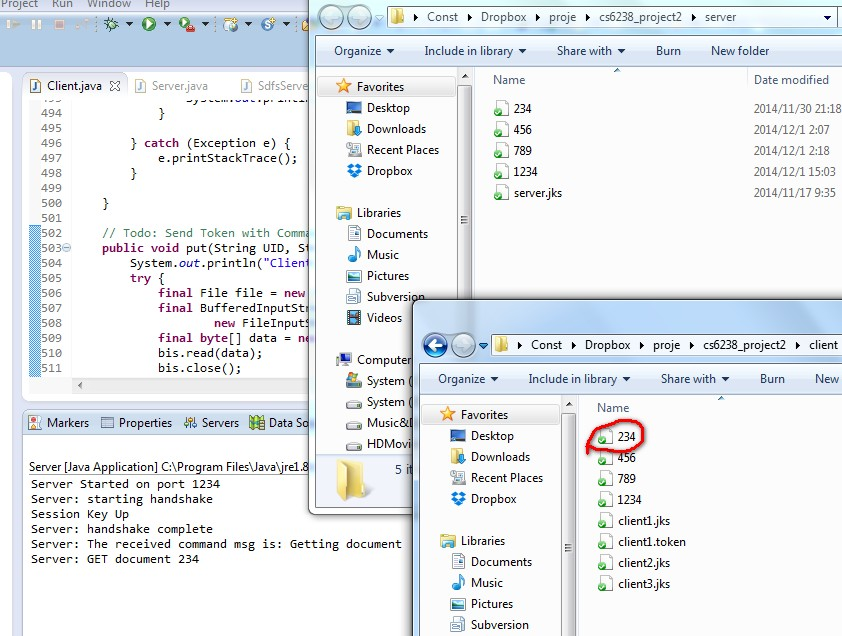 Project Run Window Help
Client.java Server.java SdfsServe
493 System.out.println
494 }
495
496 } catch (Exception e) {
497 e.printStackTrace();
498 }
499
500 }
501
502 // Todo: Send Token with Comma
503 public void put(String UID, St
504 System.out.println("Client
505 try {
506 final File file = new
507 final BufferedInputStr
508 new FileInputS
509 final byte[] data = ne
510 bis.read(data);
511 bis.close();
Markers Properties Servers Data So
Server [Java Application] C:\Program Files\Java\jre1.8
Server Started on port 1234
Server: starting handshake
Session Key Up
Server: handshake complete
Server: The received command msg is: Getting document
Server: GET document 234
Const Dropbox proje cs6238_project2 server
Organize Include in library Share with Burn New folder
Favorites
Desktop
Downloads
Recent Places
Dropbox
Libraries
Documents
Music
Pictures
Subversion
Videos
Computer
System (
System (
Music&
HDMovi
Name Date modified
234 2014/11/30 21:18
456 2014/12/1 2:07
789 2014/12/1 2:18
1234 2014/12/1 15:03
server.jks 2014/11/17 9:35
5 it
Const Dropbox proje cs6238_project2 client
Organize Include in library Share with Burn New
Favorites
Desktop
Downloads
Recent Places
Dropbox
Libraries
Documents
Music
Pictures
Subversion
Name
234
456
789
1234
client1.jks
client1.token
client2.jks
client3.jks